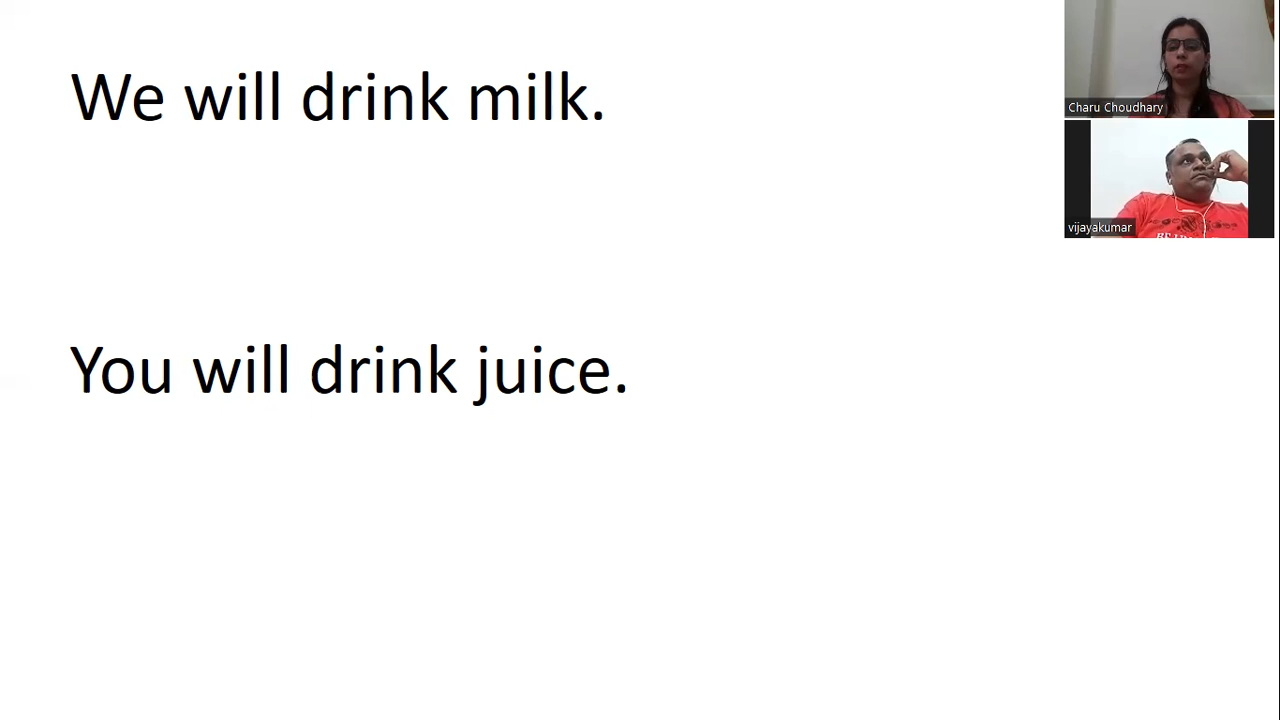 We will drink milk.
Charu Choudhary
vijayakumar
You will drink juice.